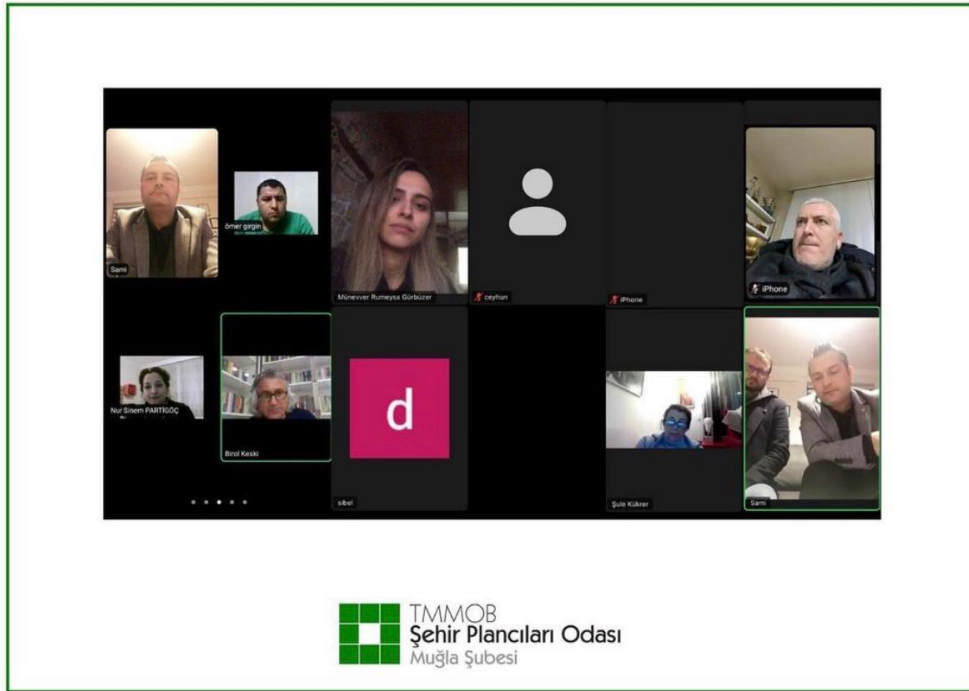 Sami
ömer girgin
Münevver Rumeysa Gürbüzer
ceyhun
iPhone
iPhone
Nur Sinem PARTİGÖÇ
Birol Keski
d
sibel
Şule Kükrer
Sami
TMMOB
Şehir Plancıları Odası
Muğla Şubesi